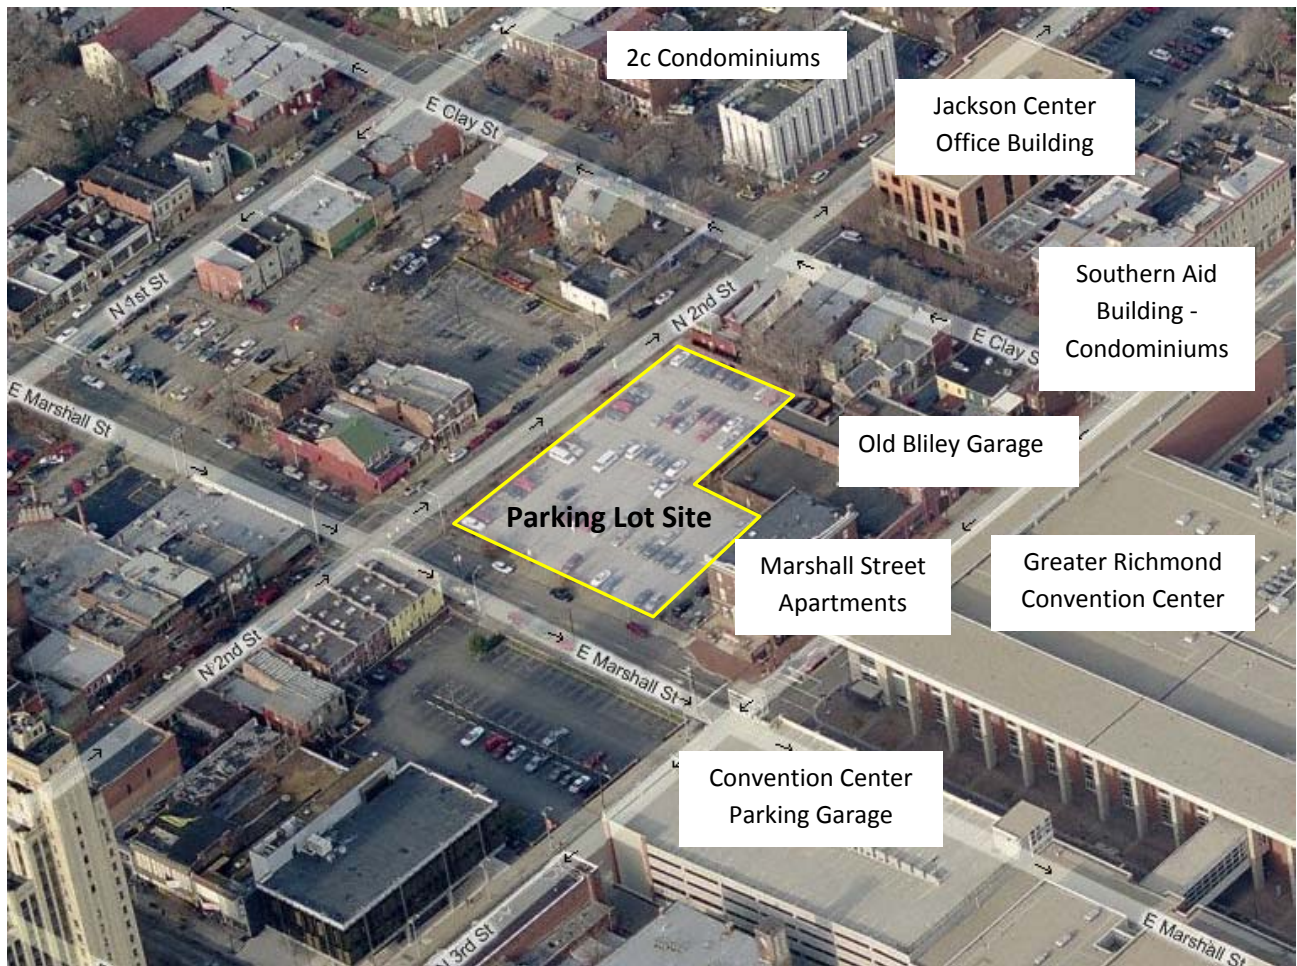 2c Condominiums
Jackson Center
Office Building
E Clay St
Southern Aid
Building -
Condominiums
N 1st St
N 2nd St
E Clay St
E Marshall St
Old Bliley Garage
Parking Lot Site
Marshall Street
Apartments
Greater Richmond
Convention Center
N 2nd St
E Marshall St
Convention Center
Parking Garage
N 3rd St
E Marshall St